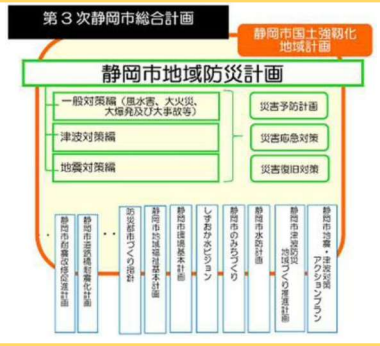 第3次静岡市総合計画
静岡市国土強靱化
地域計画
静岡市地域防災計画
一般対策編（風水害、大火災、
大爆発及び大事故等）
津波対策編
地震対策編
災害予防計画
災害応急対策
災害復旧対策
静岡市耐震改修促進計画
静岡市道路橋耐震化計画
防災都市づくり指針
静岡市地域福祉基本計画
静岡市環境基本計画
しずおか水ビジョン
静岡市のみちづくり
静岡市水防計画
静岡市津波防災
地域づくり推進計画
静岡市地震・津波対策
アクションプラン